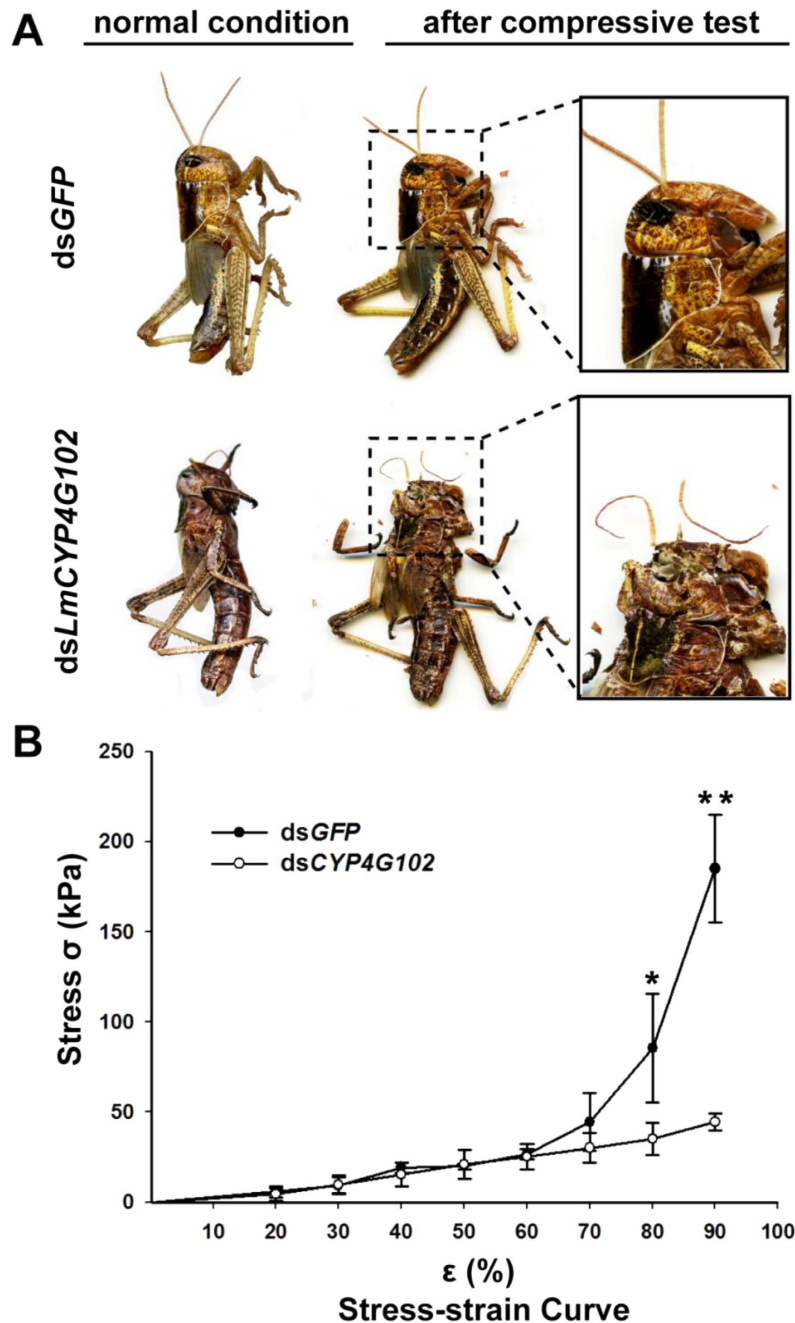 A
normal condition
after compressive test
dsGFP
dsLmCYP4G102
B
250
200
150
100
50
0
Stress σ (kPa)
dsGFP
dsCYP4G102
*
**
10 20 30 40 50 60 70 80 90 100
ε (%)
Stress-strain Curve